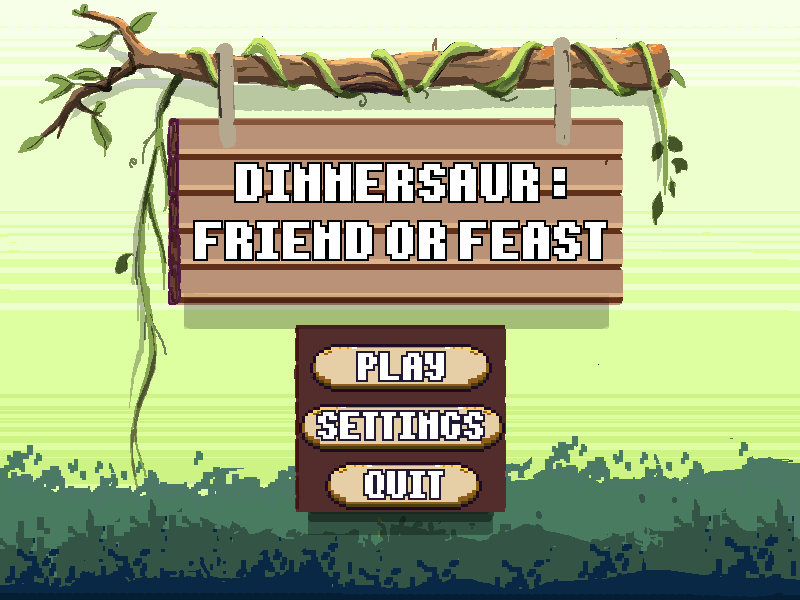 DINNERSAUR:
FRIEND OR FEAST
PLAY
SETTINGS
QUIT